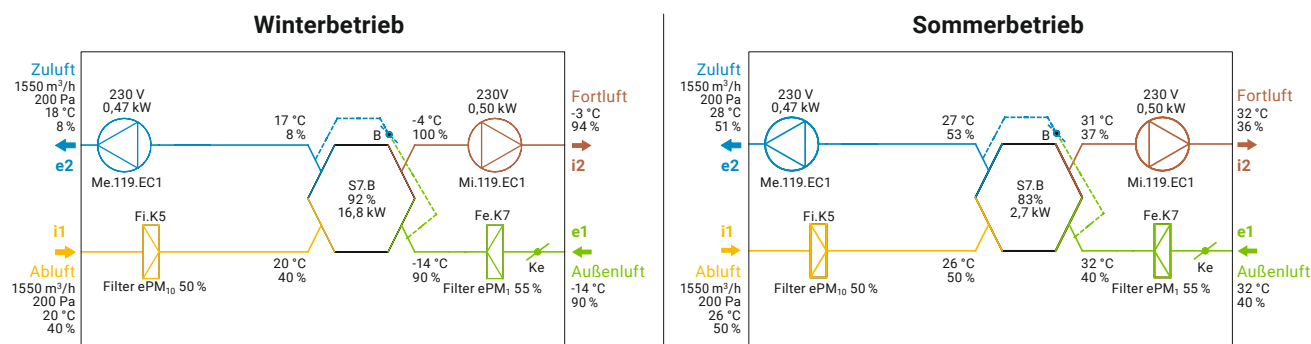 Winterbetrieb
Zuluft
1550 m³/h
200 Pa
18 °C
8 %
e2
230 V
0,47 kW
Me.119.EC1
17 °C
8 %
B
-4 °C
100 %
230V
0,50 kW
Mi.119.EC1
Fortluft
-3 °C
94 %
i2
S7.B
92 %
16,8 kW
i1
Abluft
1550 m³/h
200 Pa
20 °C
40 %
Fi.K5
Filter ePM₁₀ 50 %
20 °C
40 %
-14 °C
90 %
Fe.K7
Filter ePM₁ 55 %
Ke
e1
Außenluft
-14 °C
90 %
Sommerbetrieb
Zuluft
1550 m³/h
200 Pa
28 °C
51 %
e2
230 V
0,47 kW
Me.119.EC1
27 °C
53 %
B
31 °C
37 %
230 V
0,50 kW
Mi.119.EC1
Fortluft
32 °C
36 %
i2
S7.B
83%
2,7 kW
i1
Abluft
1550 m³/h
200 Pa
26 °C
50 %
Fi.K5
Filter ePM₁₀ 50 %
26 °C
50 %
32 °C
40 %
Fe.K7
Filter ePM₁ 55 %
Ke
e1
Außenluft
32 °C
40 %